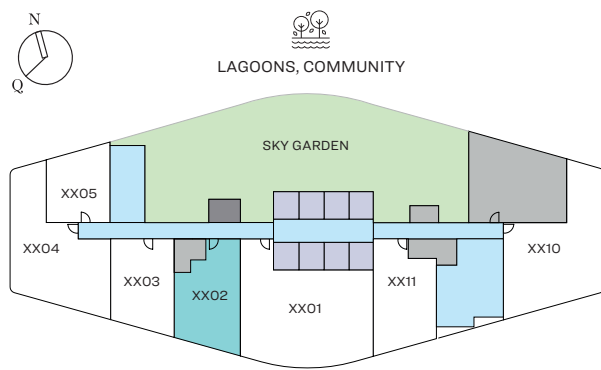 N
Q
LAGOONS, COMMUNITY
SKY GARDEN
XX05
XX04
XX03
XX02
XX01
XX11
XX10